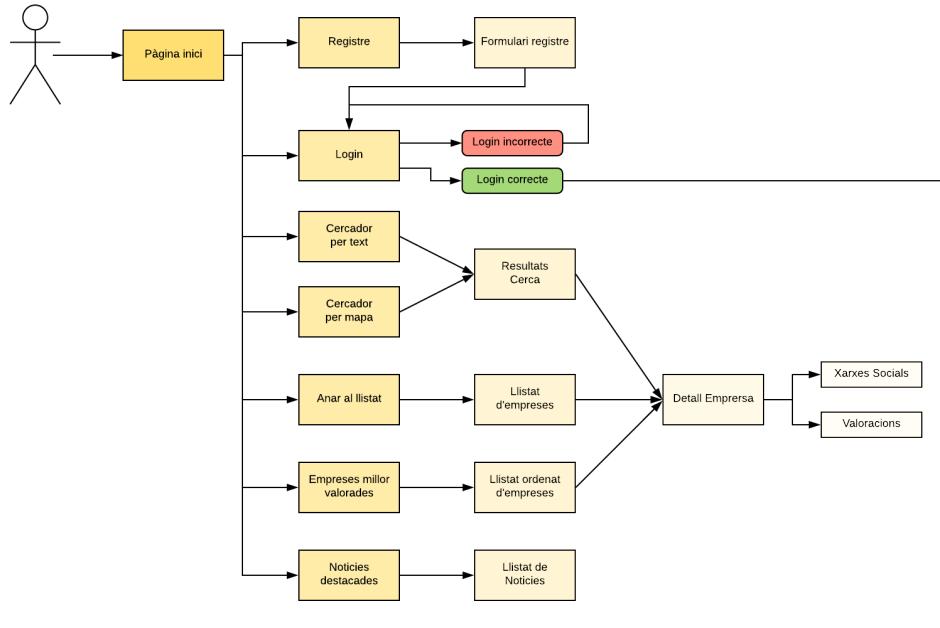 Pàgina inici
Registre
Formulari registre
Login
Login incorrecte
Login correcte
Cercador
per text
Cercador
per mapa
Resultats
Cerca
Anar al llistat
Llistat
d'empreses
Detall Emprersa
Xarxes Socials
Valoracions
Empreses millor
valorades
Llistat ordenat
d'empreses
Noticies
destacades
Llistat de
Noticies